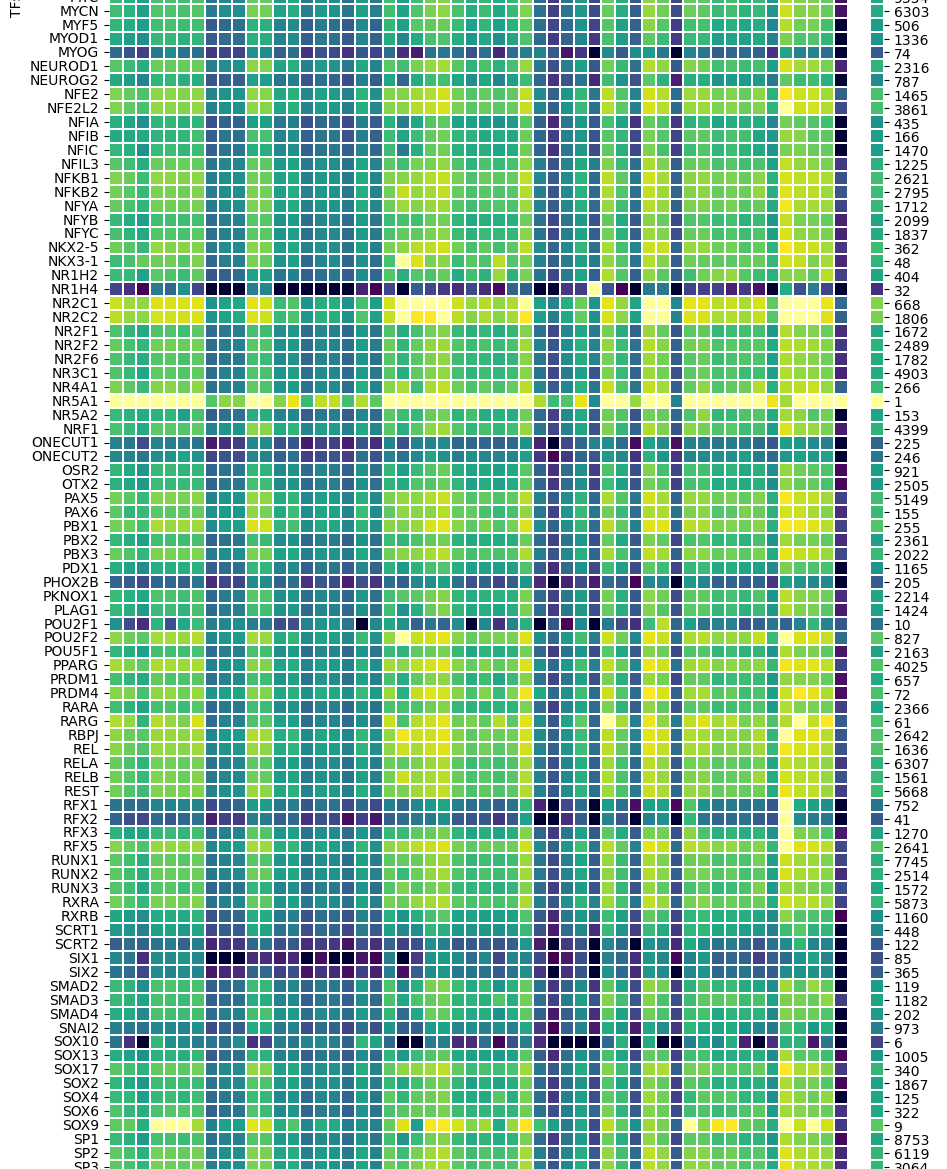 MYCN 6303
MYF5 506
MYOD1 1336
MYOG 74
NEUROD1 2316
NEUROG2 787
NFE2 1465
NFE2L2 3861
NFIA 435
NFIB 166
NFIC 1470
NFIL3 1225
NFKB1 2621
NFKB2 2795
NFYA 1712
NFYB 2099
NFYC 1837
NKX2-5 362
NKX3-1 48
NR1H2 404
NR1H4 32
NR2C1 668
NR2C2 1806
NR2F1 1672
NR2F2 2489
NR2F6 1782
NR3C1 4903
NR4A1 266
NR5A1 1
NR5A2 153
NRF1 4399
ONECUT1 225
ONECUT2 246
OSR2 921
OTX2 2505
PAX5 5149
PAX6 155
PBX1 255
PBX2 2361
PBX3 2022
PDX1 1165
PHOX2B 205
PKNOX1 2214
PLAG1 1424
POU2F1 10
POU2F2 827
POU5F1 2163
PPARG 4025
PRDM1 657
PRDM4 72
RARA 2366
RARG 61
RBPJ 2642
REL 1636
RELA 6307
RELB 1561
REST 5668
RFX1 752
RFX2 41
RFX3 1270
RFX5 2641
RUNX1 7745
RUNX2 2514
RUNX3 1572
RXRA 5873
RXRB 1160
SCRT1 448
SCRT2 122
SIX1 85
SIX2 365
SMAD2 119
SMAD3 1182
SMAD4 202
SNAI2 973
SOX10 6
SOX13 1005
SOX17 340
SOX2 1867
SOX4 125
SOX6 322
SOX9 9
SP1 8753
SP2 6119
SP3 3064